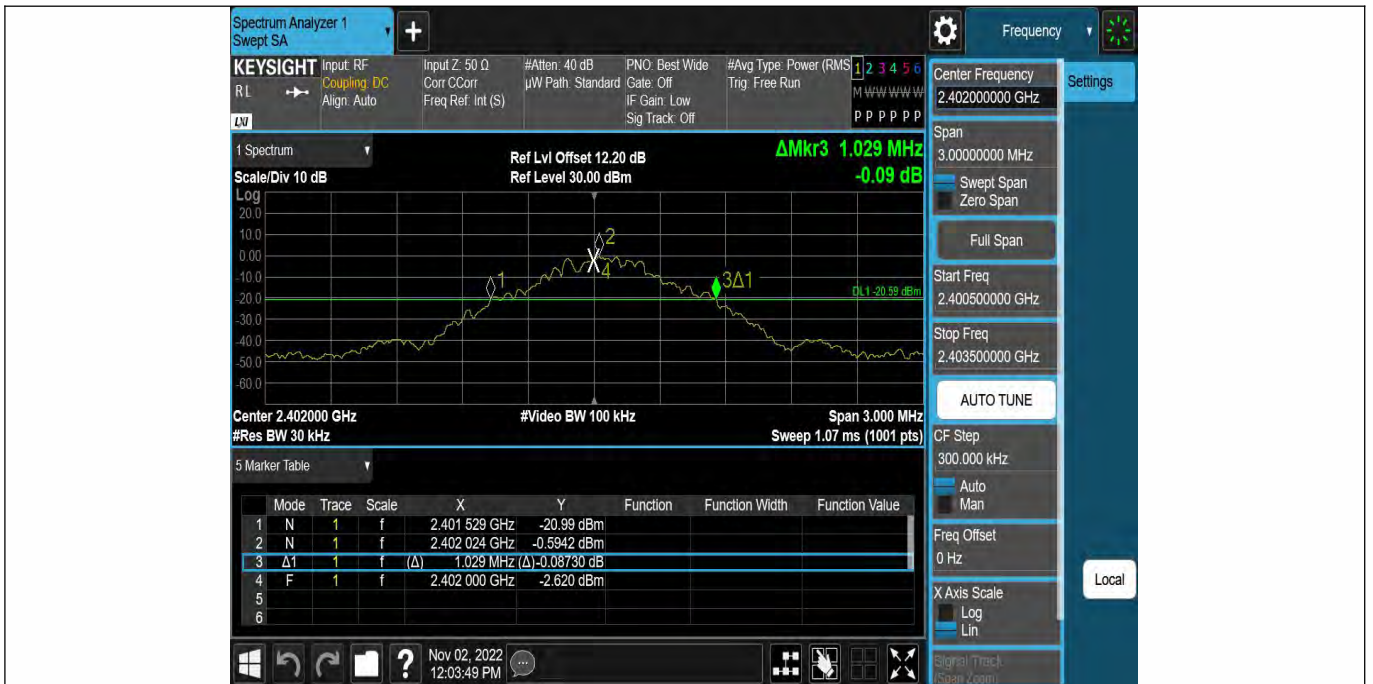 Spectrum Analyzer 1
Swept SA
+
Frequency
KEYSIGHT
RL
LXI
Input: RF
Coupling: DC
Align: Auto
Input Z: 50 Ω
Corr CCorr
Freq Ref: Int (S)
#Atten: 40 dB
µW Path: Standard
PNO: Best Wide
Gate: Off
IF Gain: Low
Sig Track: Off
#Avg Type: Power (RMS
Trig: Free Run
1 2 3 4 5 6
M W W W W W
P P P P P P
1 Spectrum
Scale/Div 10 dB
Ref Lvl Offset 12.20 dB
Ref Level 30.00 dBm
ΔMkr3 1.029 MHz
-0.09 dB
Log
20.0
10.0
0.00
-10.0
-20.0
-30.0
-40.0
-50.0
-60.0
1
2
4
3Δ1
DL1 -20.59 dBm
Center 2.402000 GHz
#Video BW 100 kHz
Span 3.000 MHz
#Res BW 30 kHz
Sweep 1.07 ms (1001 pts)
5 Marker Table
Mode Trace Scale X Y Function Function Width Function Value
1 N 1 f 2.401 529 GHz -20.99 dBm
2 N 1 f 2.402 024 GHz -0.5942 dBm
3 Δ1 1 f (Δ) 1.029 MHz (Δ)-0.08730 dB
4 F 1 f 2.402 000 GHz -2.620 dBm
5
6
Center Frequency
2.402000000 GHz
Settings
Span
3.00000000 MHz
Swept Span
Zero Span
Full Span
Start Freq
2.400500000 GHz
Stop Freq
2.403500000 GHz
AUTO TUNE
CF Step
300.000 kHz
Auto
Man
Freq Offset
0 Hz
X Axis Scale
Log
Lin
Local
Signal Track
(Span Zoom)
?
Nov 02, 2022
12:03:49 PM